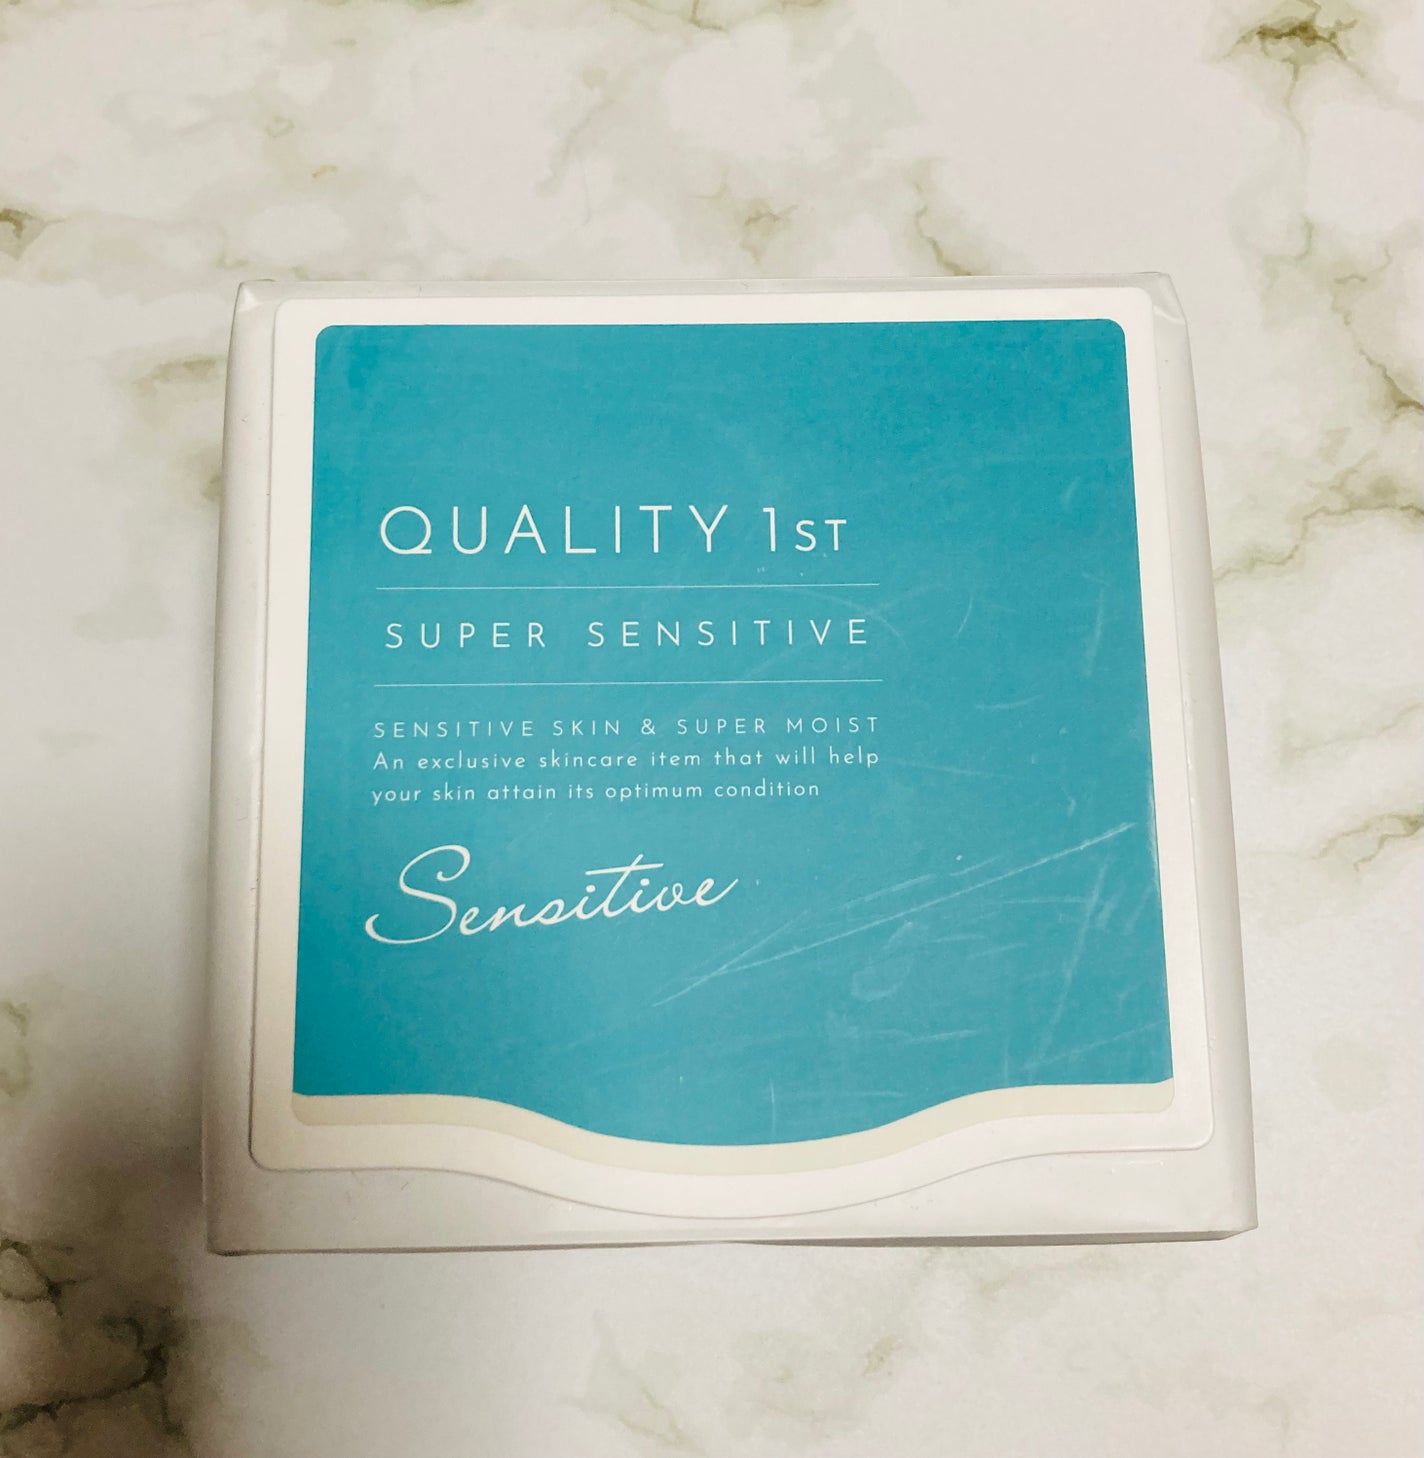 QUALITY 1ST
SUPER SENSITIVE
SENSITIVE SKIN & SUPER MOIST
An exclusive skincare item that will help
your skin attain its optimum condition
Sensitive